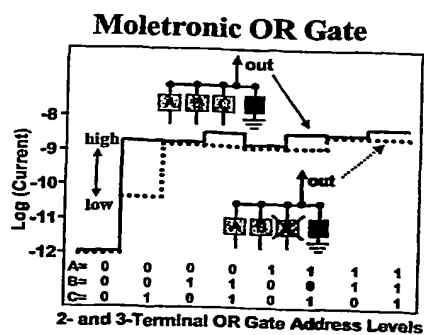 Moletronic OR Gate
out
A B C
-8
high
-9
Log (Current)
-10
low
-11
out
A B
-12
A= 0 0 0 0 1 1 1 1
B= 0 0 1 1 0 0 1 1
C= 0 1 0 1 0 1 0 1
2- and 3-Terminal OR Gate Address Levels